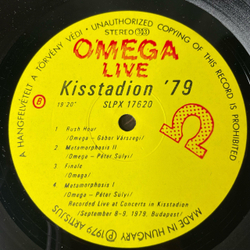 A HANGFELVÉTELT A TÖRVÉNY VÉDI • UNAUTHORIZED COPYING OF THIS RECORD IS PROHIBITED
STEREO (33)
OMEGA
LIVE
Kisstadion '79
B
19'20"
SLPX 17620
1 Rush Hour
/Omega - Gábor Várszegi/
2 Metamorphosis II
/Omega - Péter Sülyi/
3 Finale
/Omega/
4 Metamorphosis I
/Omega - Péter Sülyi/
Recorded Live at Concerts in Kisstadion
/September 8-9. 1979, Budapest/
Ω
℗ 1979 ARTISJUS
MADE IN HUNGARY